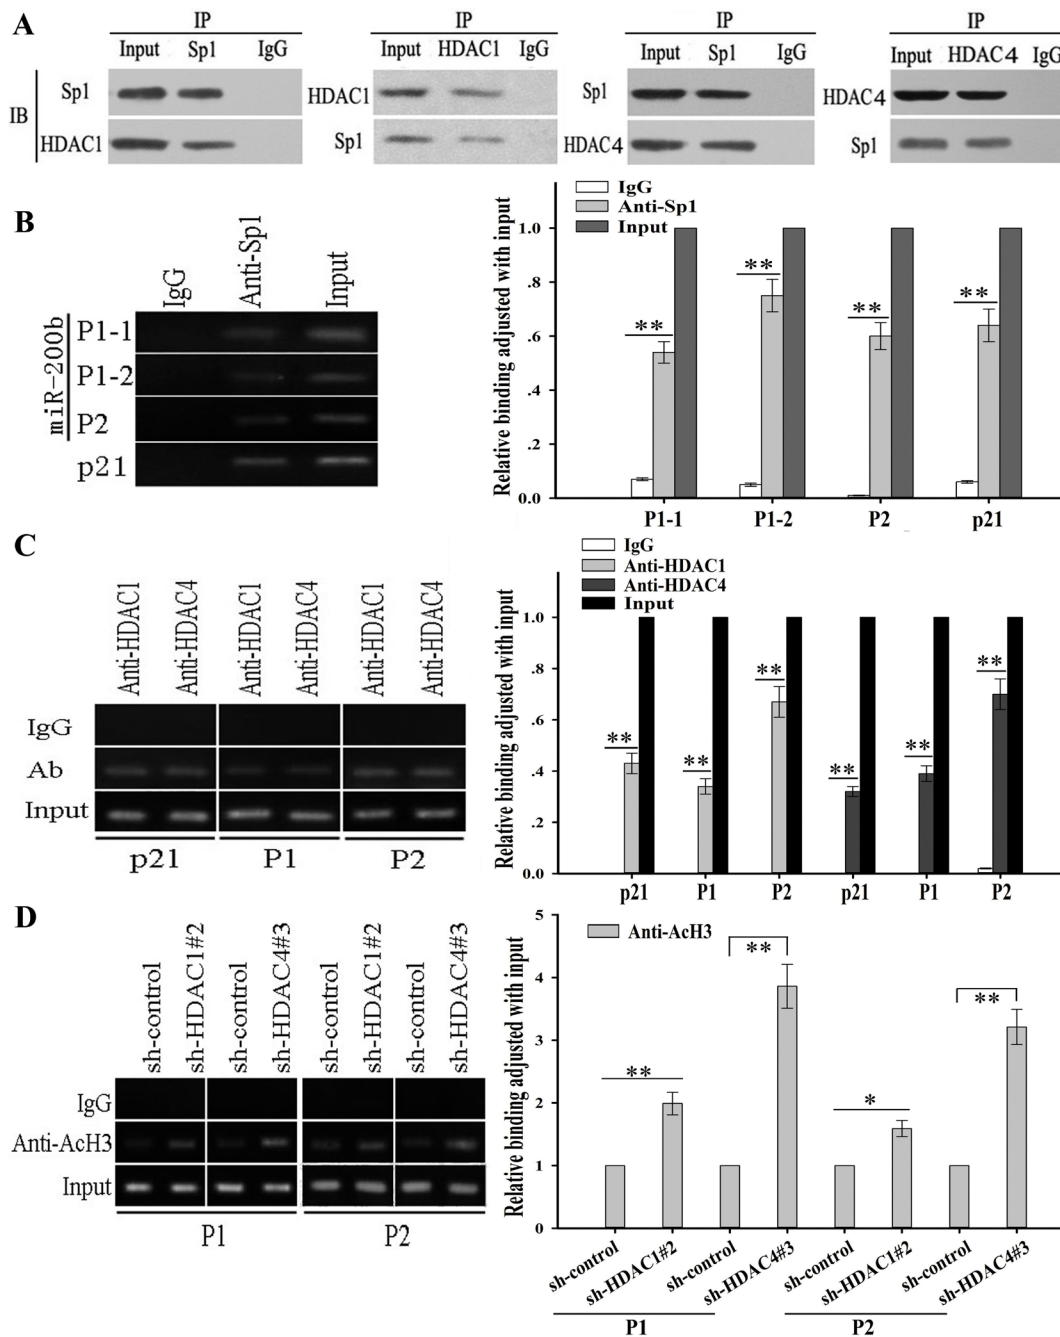 A
IP IP IP IP
Input Sp1 IgG Input HDAC1 IgG Input Sp1 IgG Input HDAC4 IgG
IB
Sp1 HDAC1 Sp1 HDAC4
HDAC1 Sp1 HDAC4 Sp1
B
IgG Anti-Sp1 Input
miR-200b
P1-1
P1-2
P2
p21
Relative binding adjusted with input
IgG
Anti-Sp1
Input
1.0
.8
.6
.4
.2
0.0
** ** ** **
P1-1 P1-2 P2 p21
C
Anti-HDAC1 Anti-HDAC4 Anti-HDAC1 Anti-HDAC4 Anti-HDAC1 Anti-HDAC4
IgG
Ab
Input
p21 P1 P2
Relative binding adjusted with input
IgG
Anti-HDAC1
Anti-HDAC4
Input
1.0
.8
.6
.4
.2
0.0
** ** ** ** ** **
p21 P1 P2 p21 P1 P2
D
sh-control sh-HDAC1#2 sh-control sh-HDAC4#3 sh-control sh-HDAC1#2 sh-control sh-HDAC4#3
IgG
Anti-AcH3
Input
P1 P2
Relative binding adjusted with input
Anti-AcH3
5
4
3
2
1
0
** ** * **
sh-control sh-HDAC1#2 sh-control sh-HDAC4#3 sh-control sh-HDAC1#2 sh-control sh-HDAC4#3
P1 P2